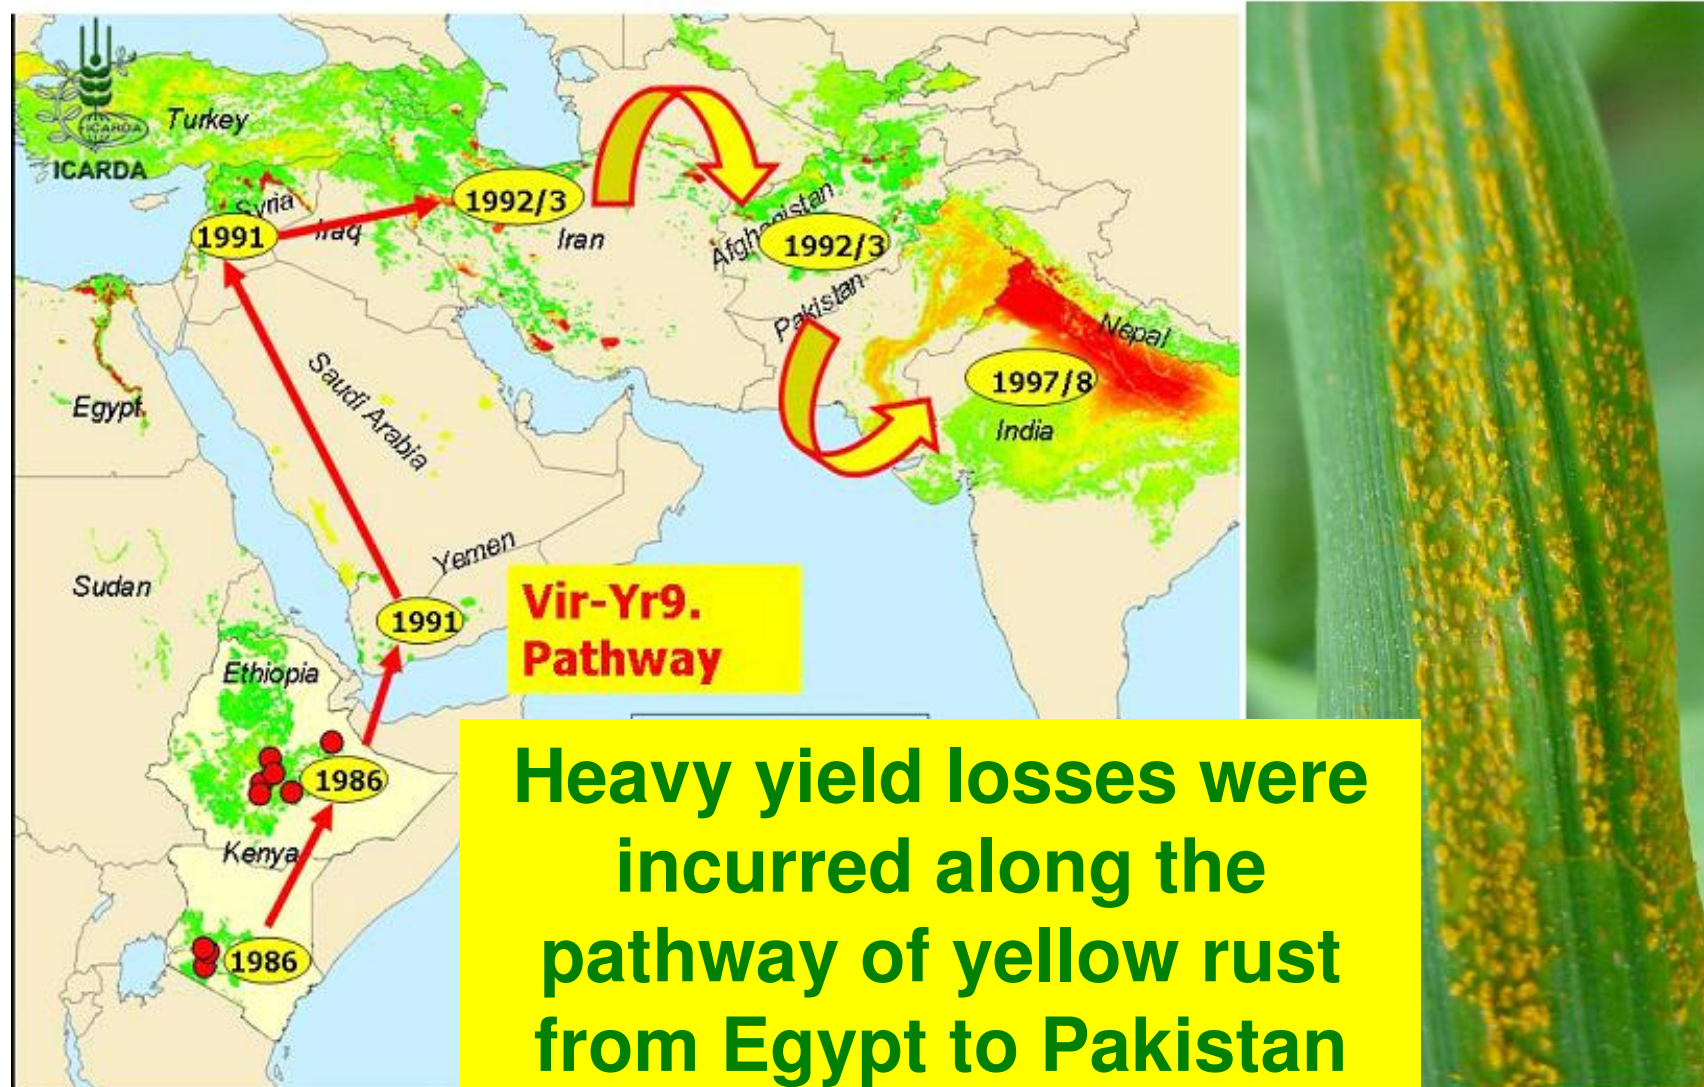 ICARDA
ICARDA
Turkey
Syria
1991
Iraq
1992/3
Iran
Afghanistan
1992/3
Pakistan
Nepal
1997/8
India
Egypt
Saudi Arabia
Sudan
Yemen
1991
Vir-Yr9.
Pathway
Ethiopia
1986
Kenya
1986
Heavy yield losses were
incurred along the
pathway of yellow rust
from Egypt to Pakistan